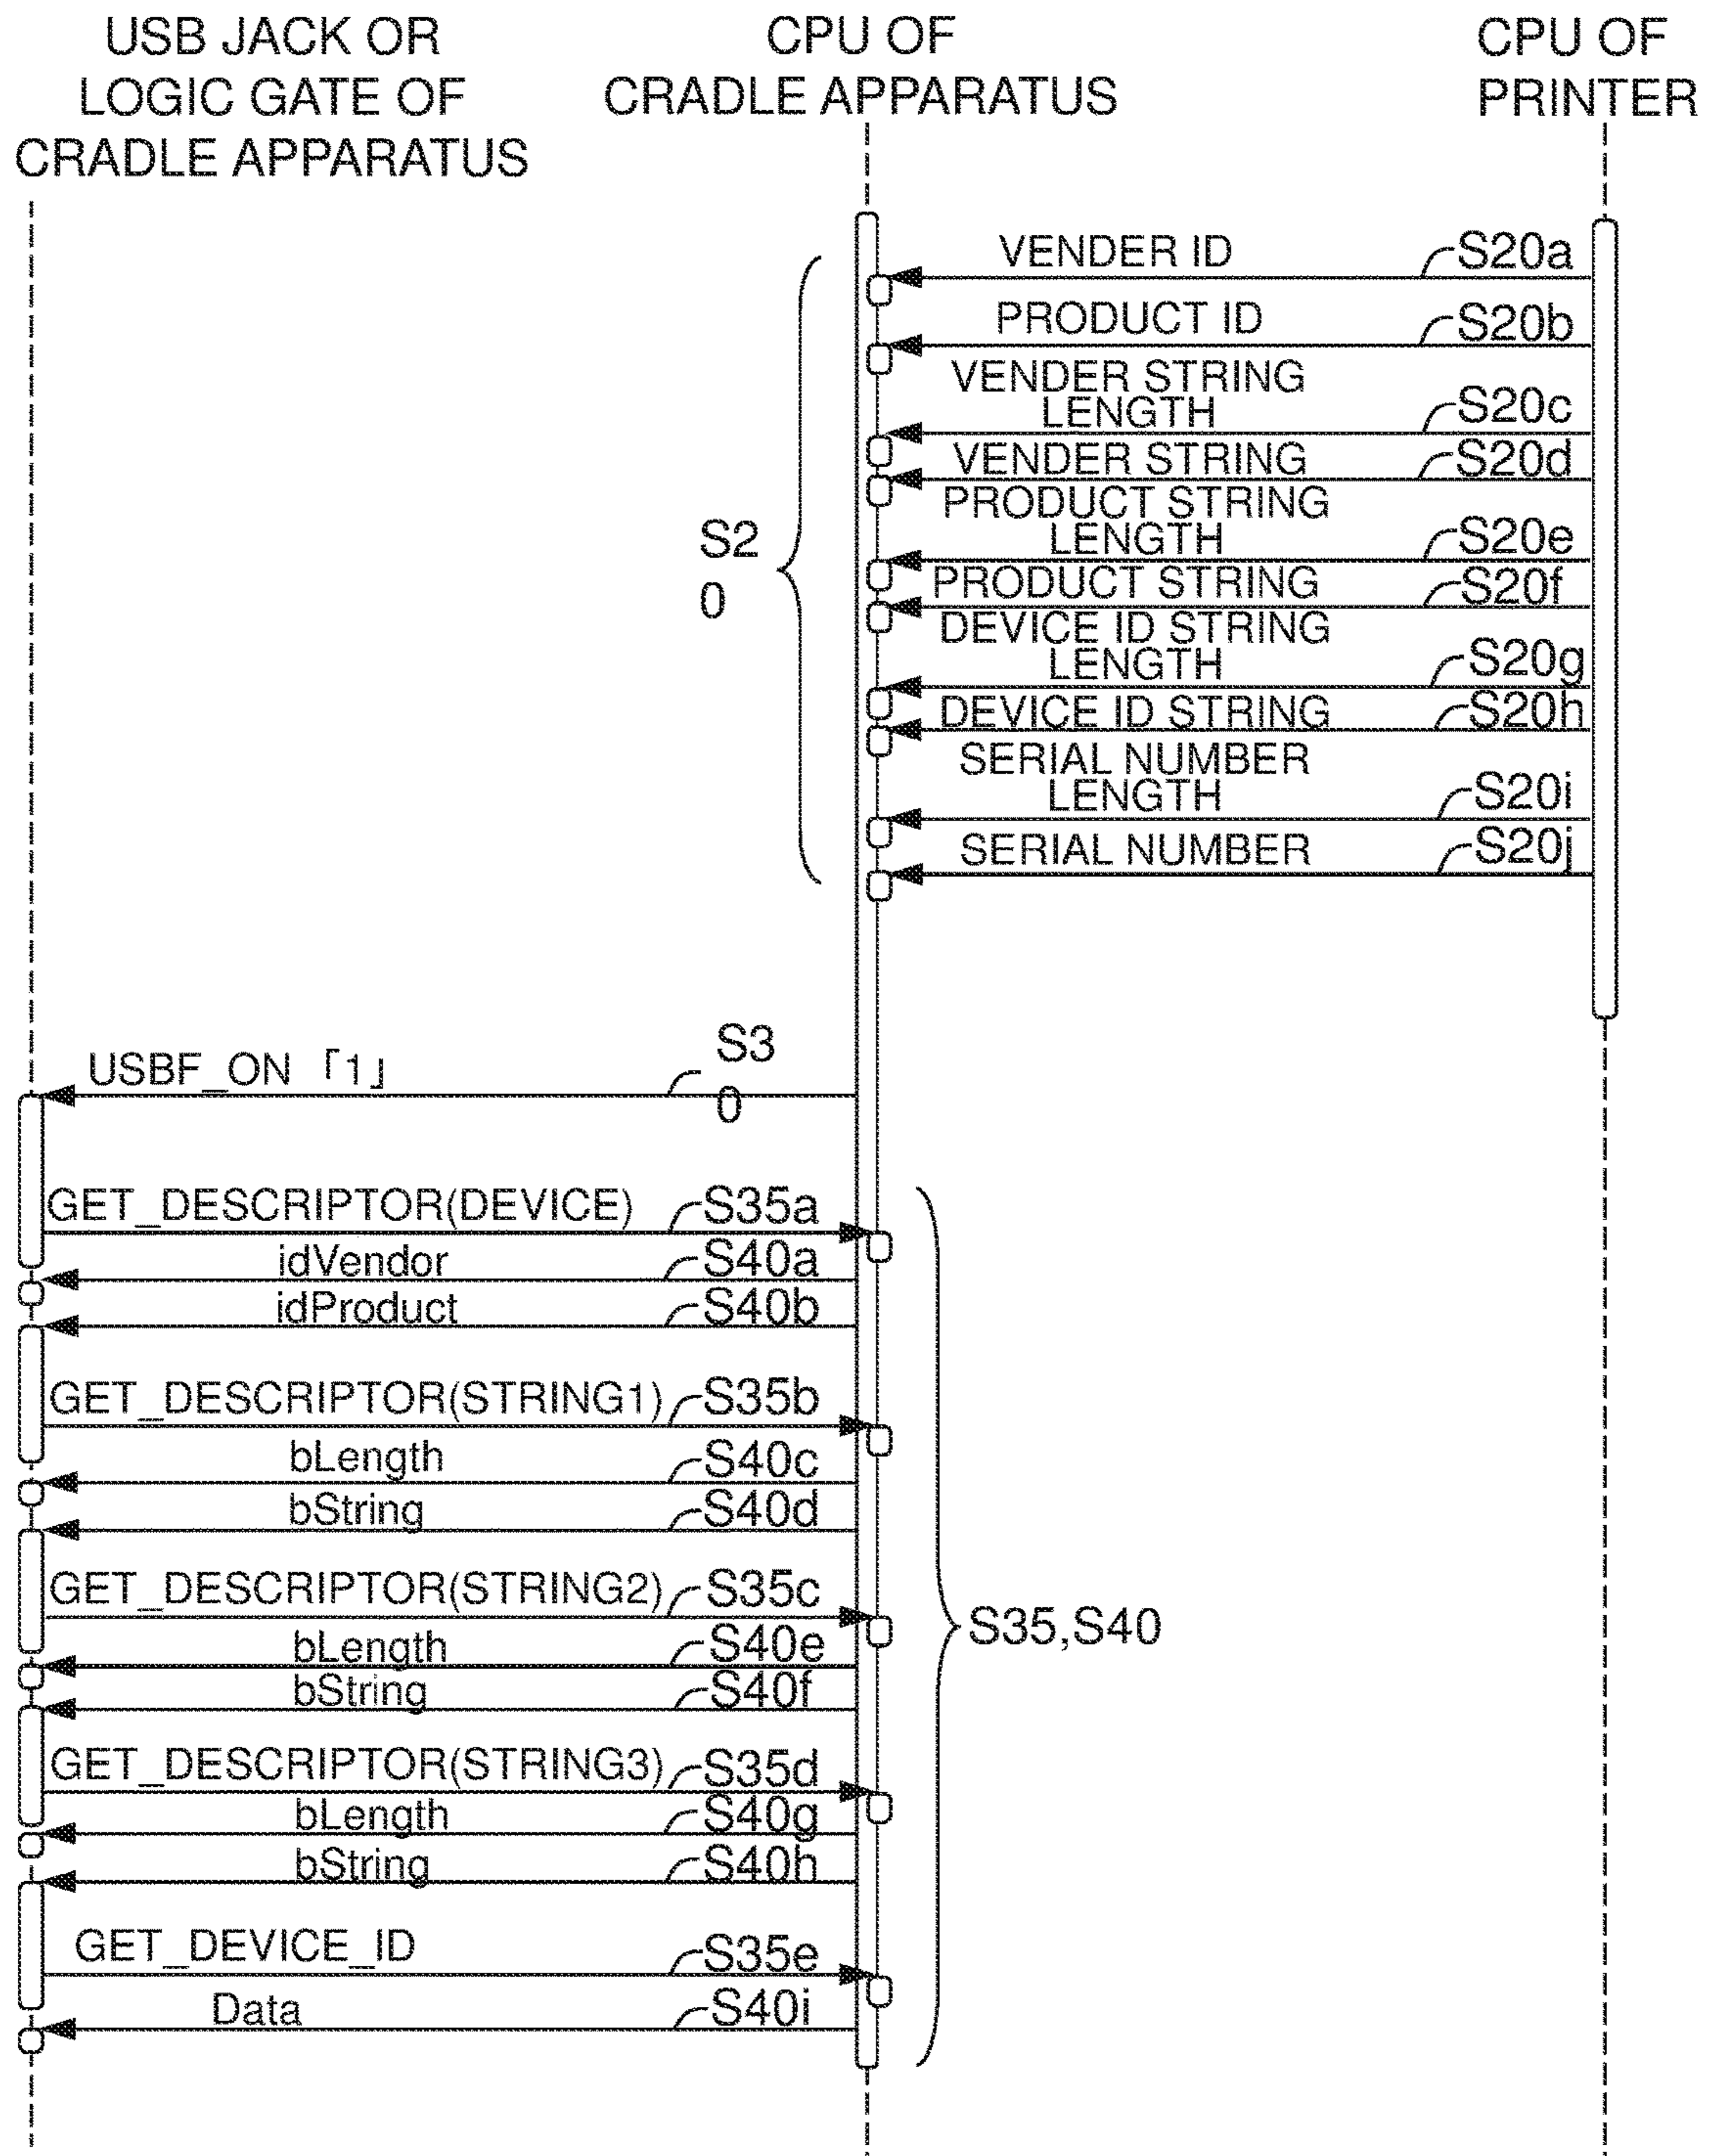 USB JACK OR
LOGIC GATE OF
CRADLE APPARATUS
CPU OF
CRADLE APPARATUS
CPU OF
PRINTER
VENDER ID
S20a
PRODUCT ID
S20b
VENDER STRING
LENGTH
S20c
VENDER STRING
S20d
PRODUCT STRING
LENGTH
S20e
PRODUCT STRING
S20f
DEVICE ID STRING
LENGTH
S20g
DEVICE ID STRING
S20h
SERIAL NUMBER
LENGTH
S20i
SERIAL NUMBER
S20j
S2
0
USBF_ON 「1」
S3
0
GET_DESCRIPTOR(DEVICE)
S35a
idVendor
S40a
idProduct
S40b
GET_DESCRIPTOR(STRING1)
S35b
bLength
S40c
bString
S40d
GET_DESCRIPTOR(STRING2)
S35c
bLength
S40e
bString
S40f
GET_DESCRIPTOR(STRING3)
S35d
bLength
S40g
bString
S40h
GET_DEVICE_ID
S35e
Data
S40i
S35,S40